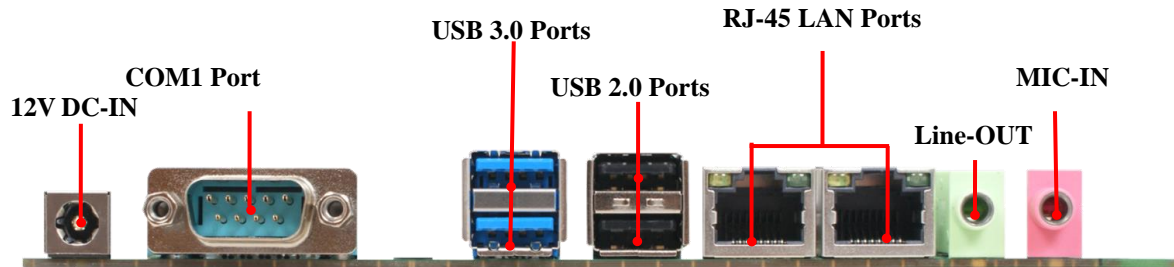 RJ-45 LAN Ports
USB 3.0 Ports
COM1 Port
MIC-IN
USB 2.0 Ports
12V DC-IN
Line-OUT